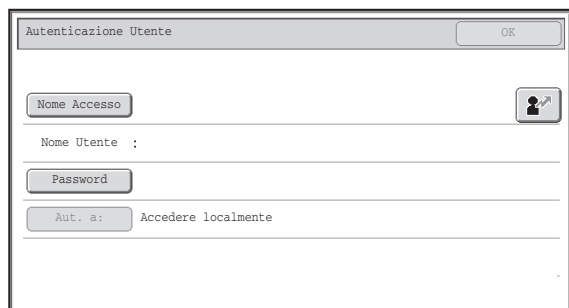 Autenticazione Utente OK
Nome Accesso
Nome Utente :
Password
Aut. a: Accedere localmente